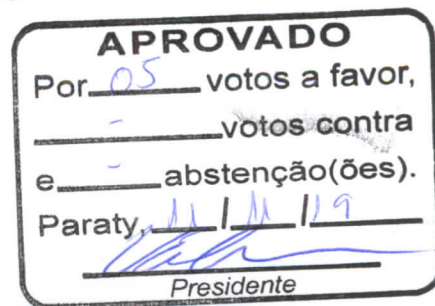 APROVADO
Por 05 votos a favor,
- votos contra
e - abstenção(ões).
Paraty, 11 / 11 / 19
Presidente